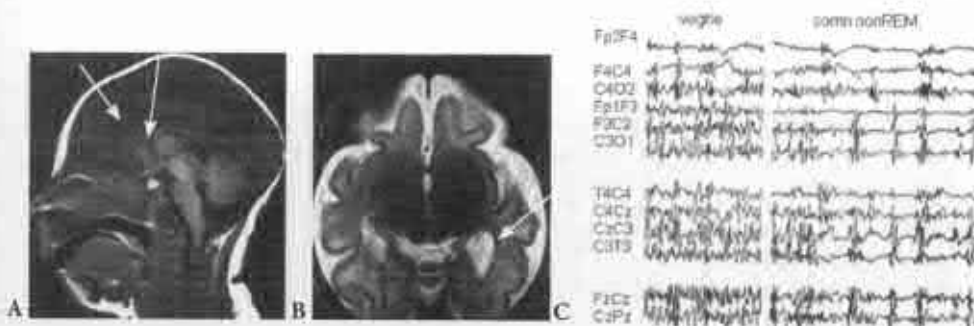 veghe somn nonREM
Fp2F4
F4C4
C4O2
Fp1F3
F3C3
C3O1
T4C4
C4Cz
CzC3
C3T3
FzCz
CzPz
A B C